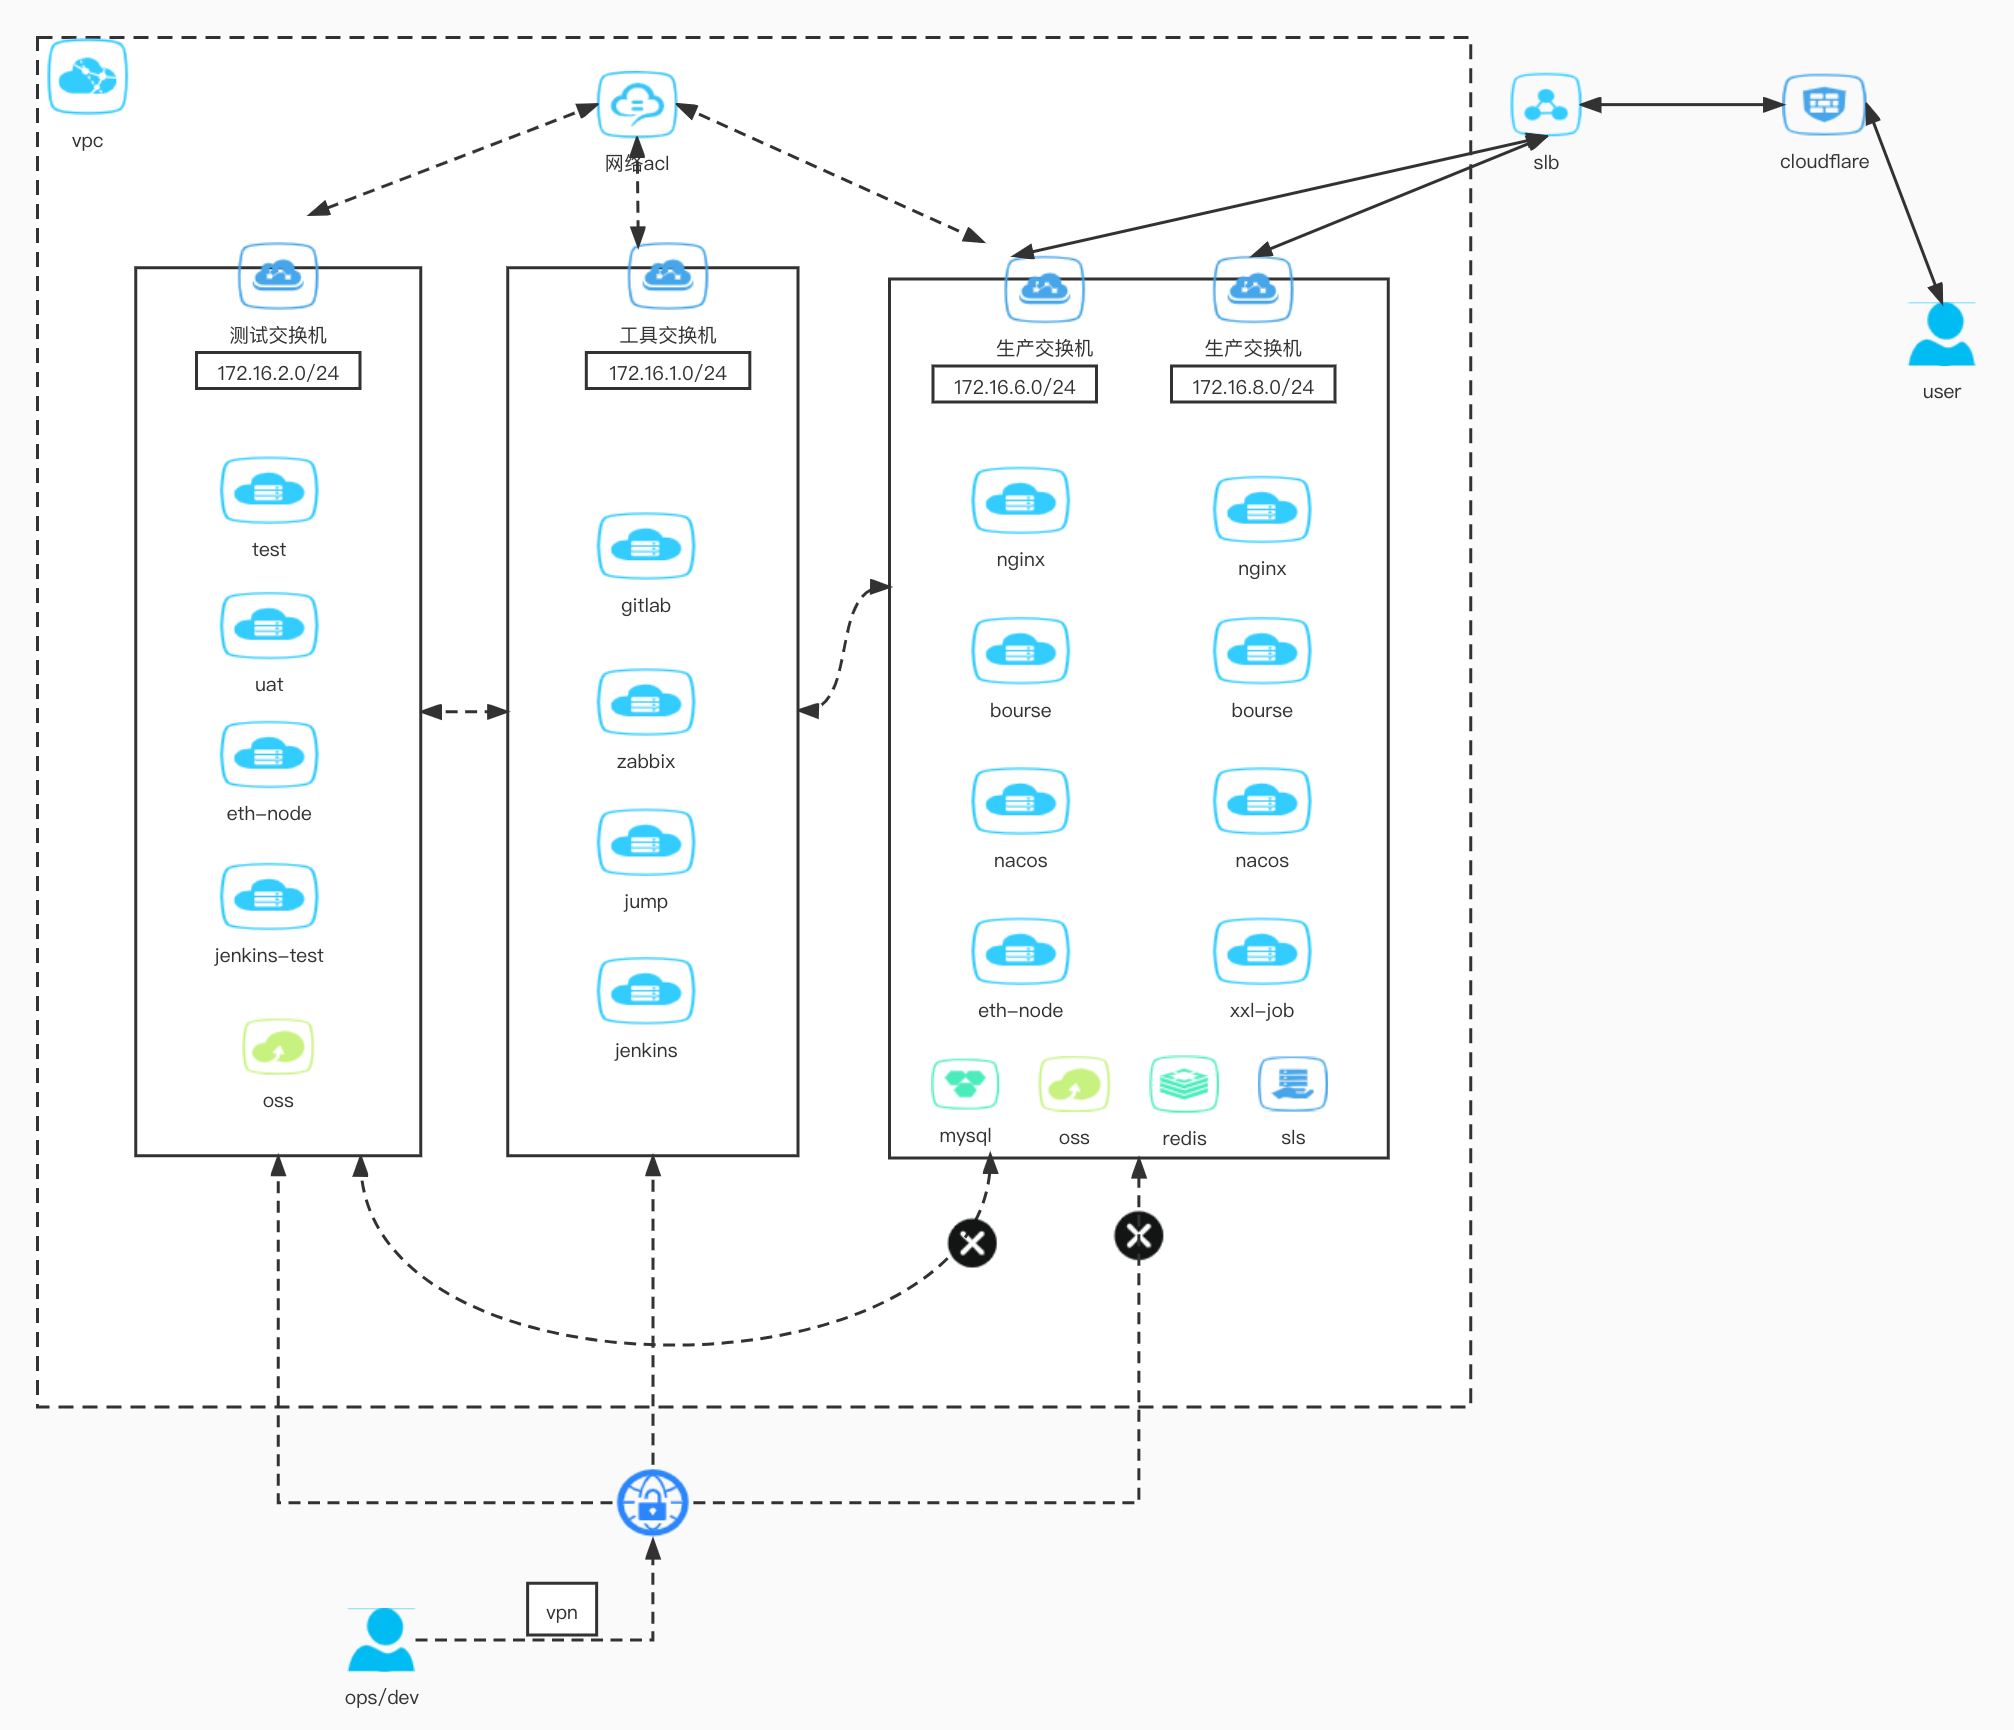 vpc
网络acl
slb
cloudflare
user
测试交换机
172.16.2.0/24
test
uat
eth-node
jenkins-test
oss
工具交换机
172.16.1.0/24
gitlab
zabbix
jump
jenkins
生产交换机
172.16.6.0/24
生产交换机
172.16.8.0/24
nginx
nginx
bourse
bourse
nacos
nacos
eth-node
xxl-job
mysql
oss
redis
sls
vpn
ops/dev